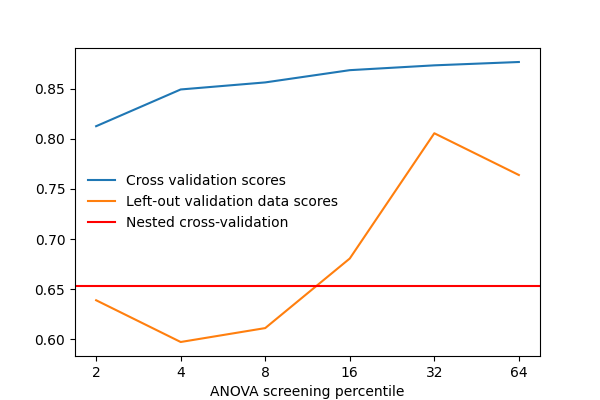 0.85
0.80
0.75
0.70
0.65
0.60
Cross validation scores
Left-out validation data scores
Nested cross-validation
2 4 8 16 32 64
ANOVA screening percentile